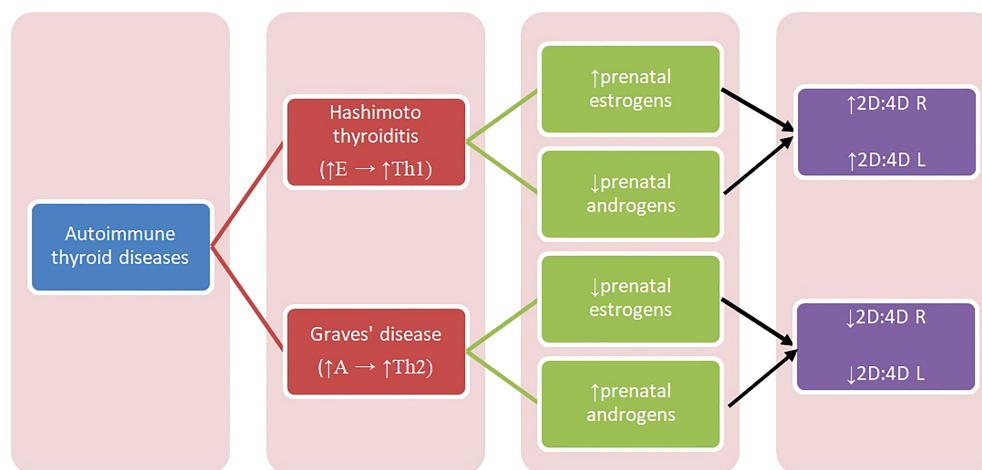 Autoimmune
thyroid diseases
Hashimoto
thyroiditis
(↑E → ↑Th1)
Graves' disease
(↑A → ↑Th2)
↑prenatal
estrogens
↓prenatal
androgens
↓prenatal
estrogens
↑prenatal
androgens
↑2D:4D R
↑2D:4D L
↓2D:4D R
↓2D:4D L